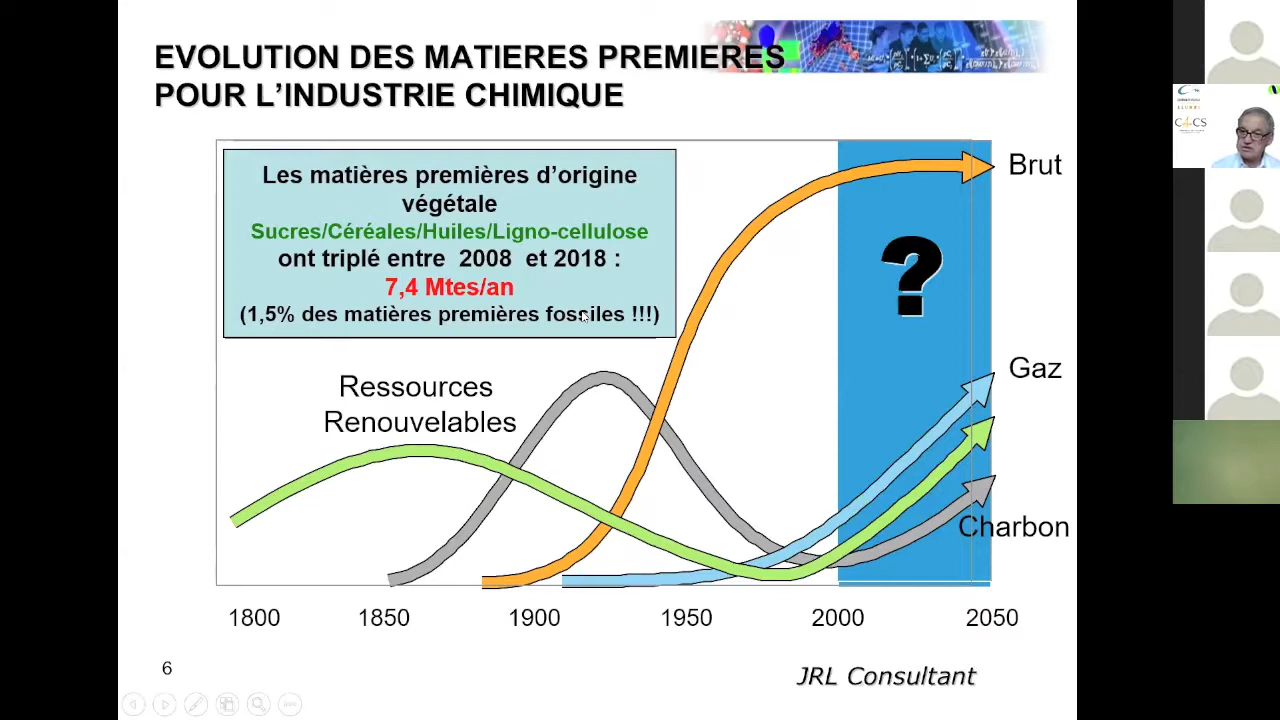 EVOLUTION DES MATIERES PREMIERES
POUR L’INDUSTRIE CHIMIQUE
Les matières premières d’origine
végétale
Sucres/Céréales/Huiles/Ligno-cellulose
ont triplé entre 2008 et 2018 :
7,4 Mtes/an
(1,5% des matières premières fossiles !!!)
Brut
?
Gaz
Ressources
Renouvelables
Charbon
1800 1850 1900 1950 2000 2050
6
JRL Consultant